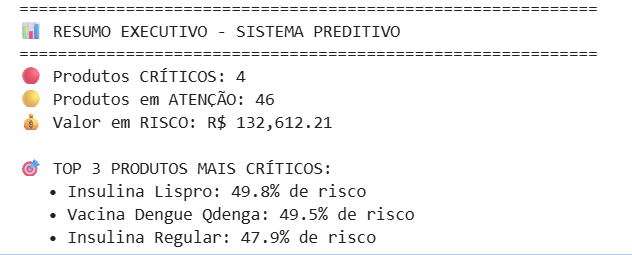 ==========================================================
📊 RESUMO EXECUTIVO - SISTEMA PREDITIVO
==========================================================
🔴 Produtos CRÍTICOS: 4
🟡 Produtos em ATENÇÃO: 46
💰 Valor em RISCO: R$ 132,612.21
🎯 TOP 3 PRODUTOS MAIS CRÍTICOS:
• Insulina Lispro: 49.8% de risco
• Vacina Dengue Qdenga: 49.5% de risco
• Insulina Regular: 47.9% de risco